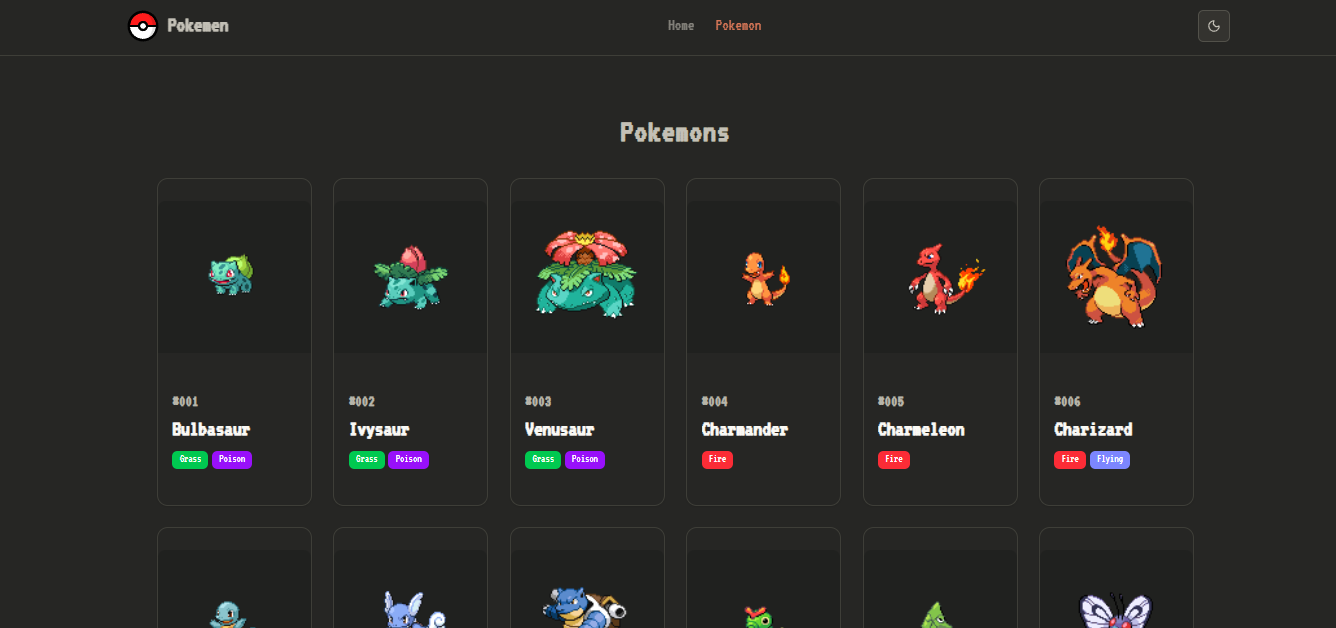 Pokemen
Home Pokemon
Pokemons
#001 #002 #003 #004 #005 #006
Bulbasaur Ivysaur Venusaur Charmander Charmeleon Charizard
Grass Poison Grass Poison Grass Poison Fire Fire Fire Flying